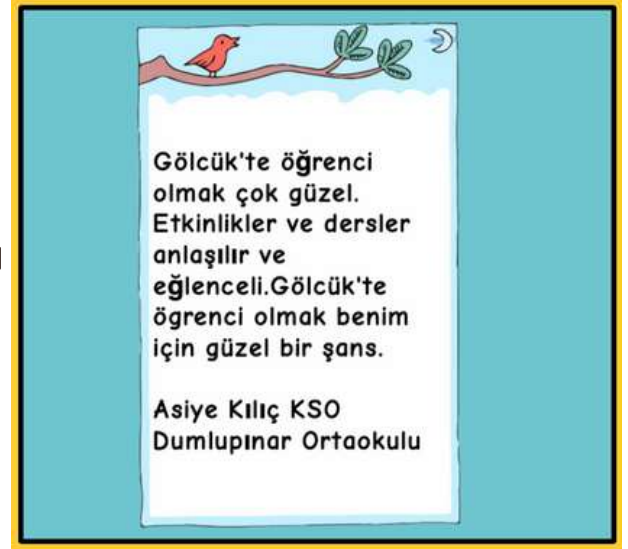 Gölcük'te öğrenci
olmak çok güzel.
Etkinlikler ve dersler
anlaşılır ve
eğlenceli.Gölcük'te
ögrenci olmak benim
için güzel bir şans.
Asiye Kılıç KSO
Dumlupınar Ortaokulu